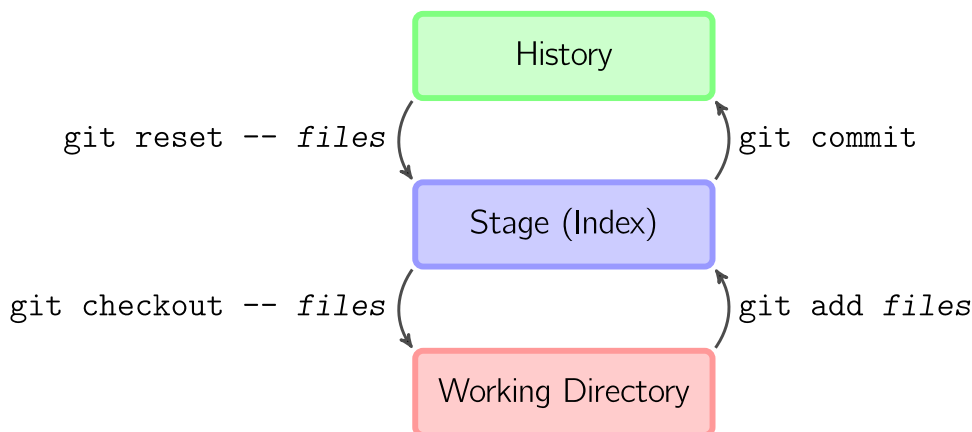 History
git reset -- files
git commit
Stage (Index)
git checkout -- files
git add files
Working Directory